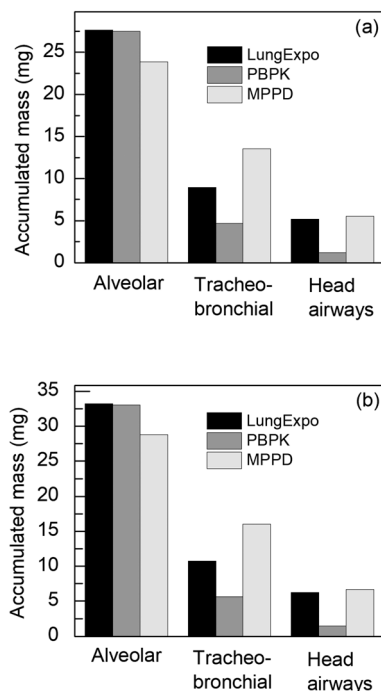 (a)
Accumulated mass (mg)
25
20
15
10
5
0
LungExpo
PBPK
MPPD
Alveolar
Tracheo-
bronchial
Head
airways
(b)
Accumulated mass (mg)
35
30
25
20
15
10
5
0
LungExpo
PBPK
MPPD
Alveolar
Tracheo-
bronchial
Head
airways